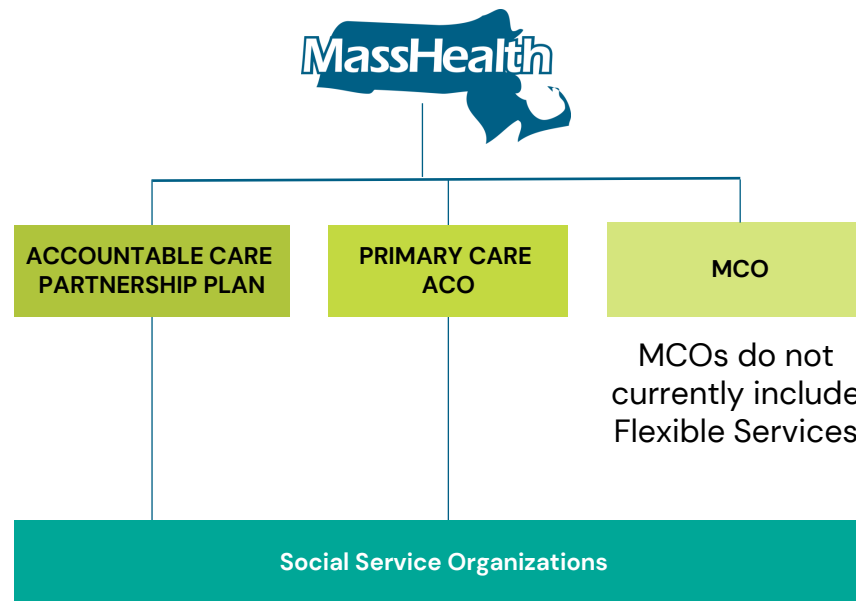 MassHealth
ACCOUNTABLE CARE
PARTNERSHIP PLAN
PRIMARY CARE
ACO
MCO
MCOs do not
currently include
Flexible Services
Social Service Organizations